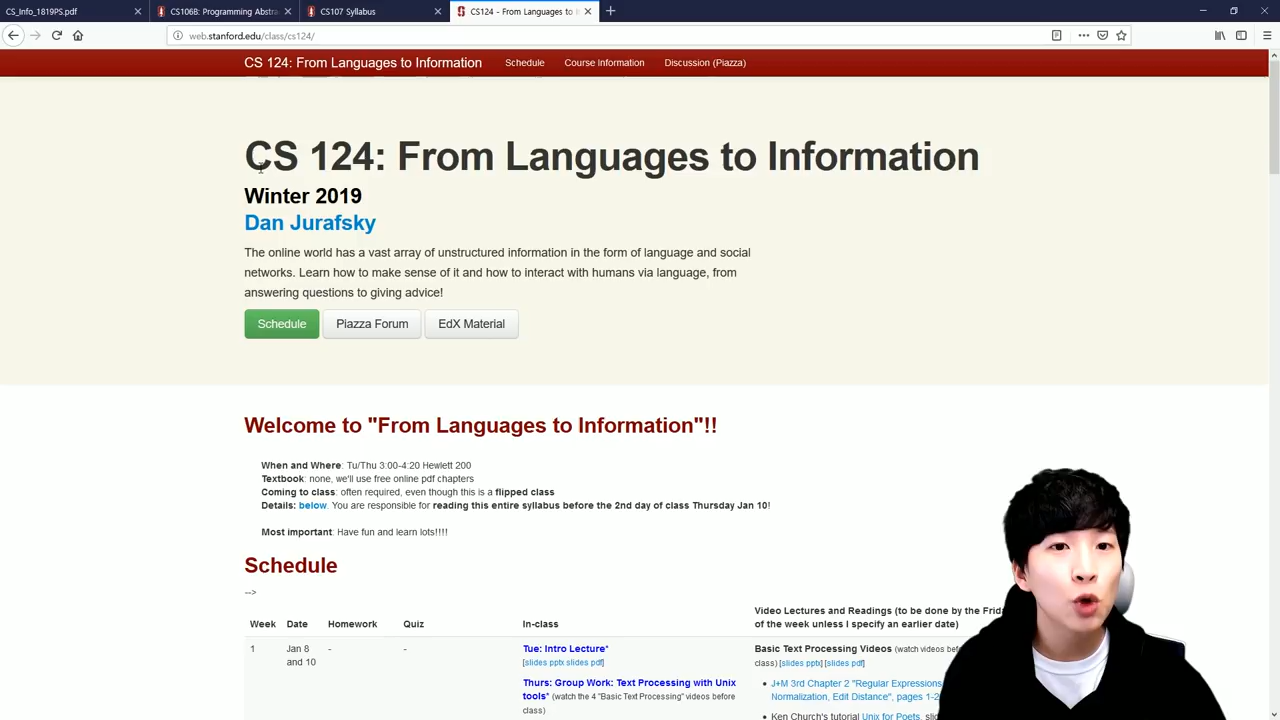 CS_Info_1819PS.pdf
CS106B: Programming Abstra
CS107 Syllabus
CS124 - From Languages to
web.stanford.edu/class/cs124/
CS 124: From Languages to Information
Schedule
Course Information
Discussion (Piazza)
CS 124: From Languages to Information
Winter 2019
Dan Jurafsky
The online world has a vast array of unstructured information in the form of language and social
networks. Learn how to make sense of it and how to interact with humans via language, from
answering questions to giving advice!
Schedule
Piazza Forum
EdX Material
Welcome to "From Languages to Information"!!
When and Where: Tu/Thu 3:00-4:20 Hewlett 200
Textbook: none, we'll use free online pdf chapters
Coming to class: often required, even though this is a flipped class
Details: below. You are responsible for reading this entire syllabus before the 2nd day of class Thursday Jan 10!
Most important: Have fun and learn lots!!!!
Schedule
-->
Week Date Homework Quiz In-class
Video Lectures and Readings (to be done by the Frida
of the week unless I specify an earlier date)
1
Jan 8
and 10
-
-
Tue: Intro Lecture*
[slides pptx slides pdf]
Thurs: Group Work: Text Processing with Unix
tools* (watch the 4 "Basic Text Processing" videos before
class)
Basic Text Processing Videos (watch videos befo
class) [slides pptx] [slides pdf]
J+M 3rd Chapter 2 "Regular Expressions
Normalization, Edit Distance", pages 1-2
Ken Church's tutorial Unix for Poets, slid